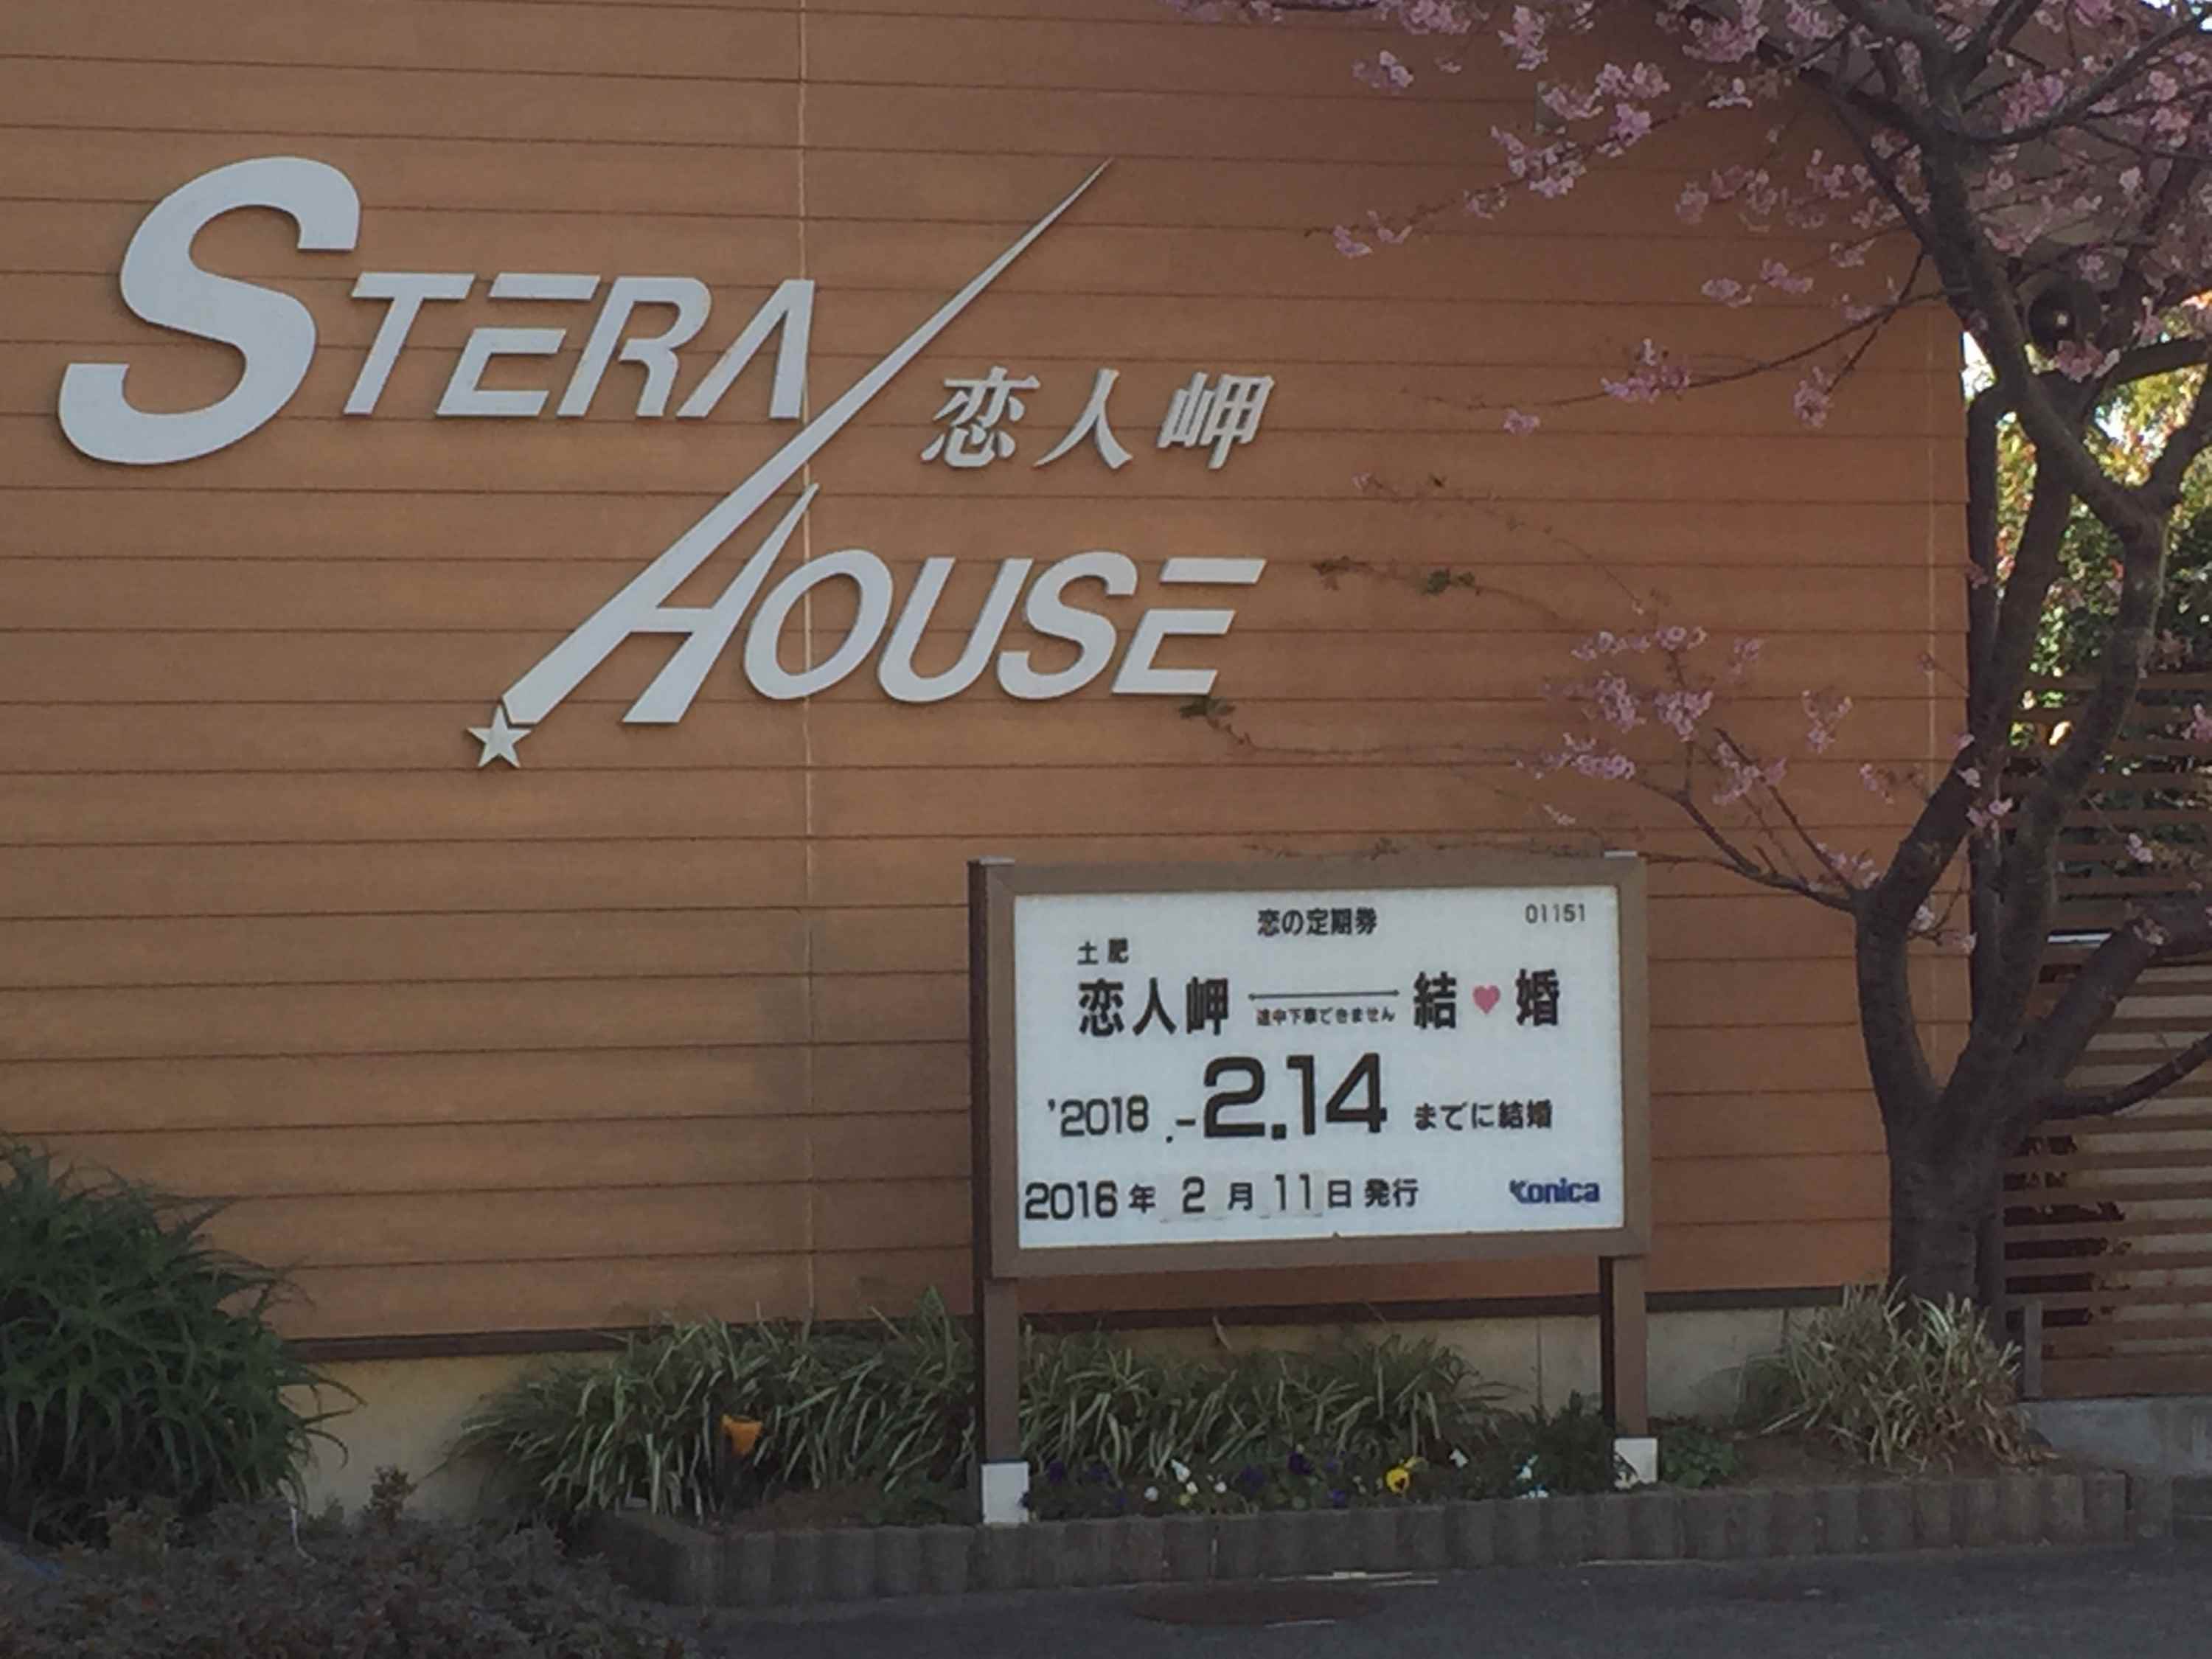 STERA
恋人岬
HOUSE
恋の定期券 01151
土肥
恋人岬 ⟷ 結♥婚
途中下車できません
'2018.-2.14 までに結婚
2016年 2月 11日 発行 Konica